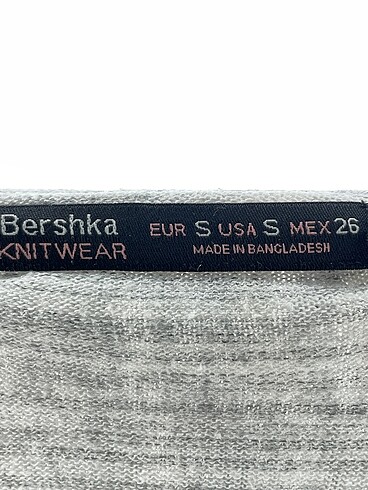 Bershka
KNITWEAR
EUR S USA S MEX 26
MADE IN BANGLADESH